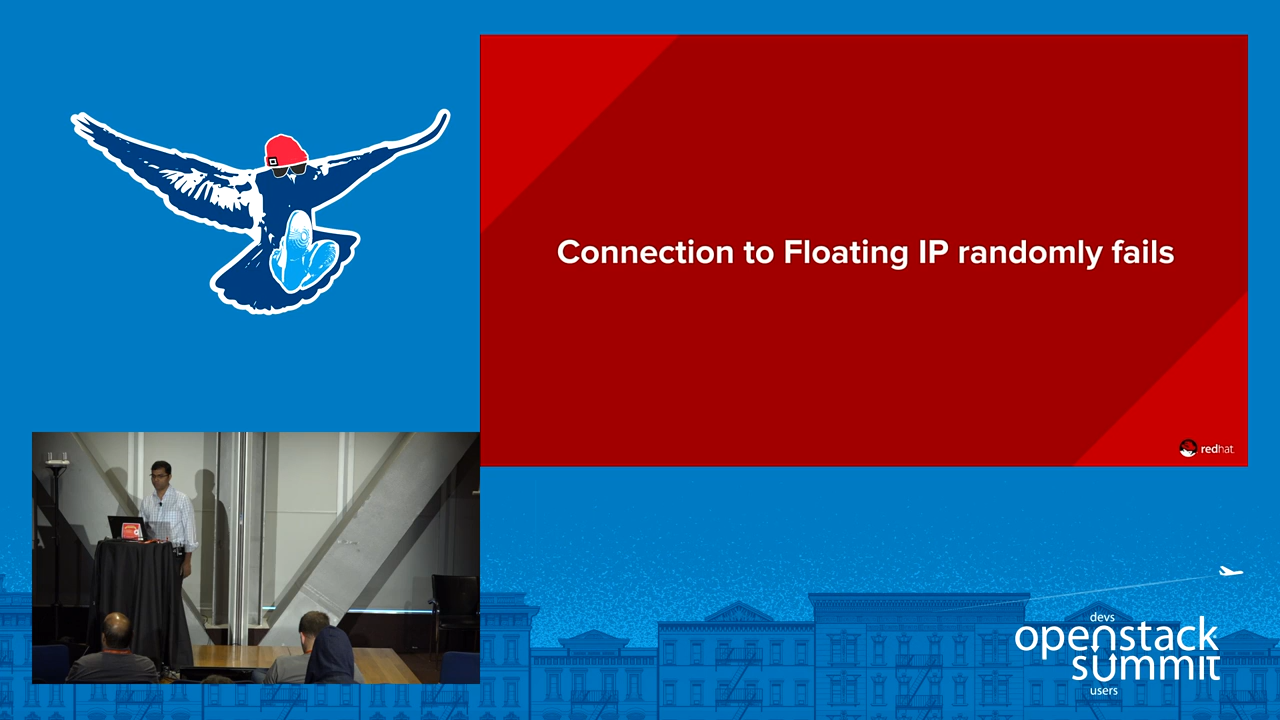 Connection to Floating IP randomly fails
redhat.
devs
openstack
summit
users